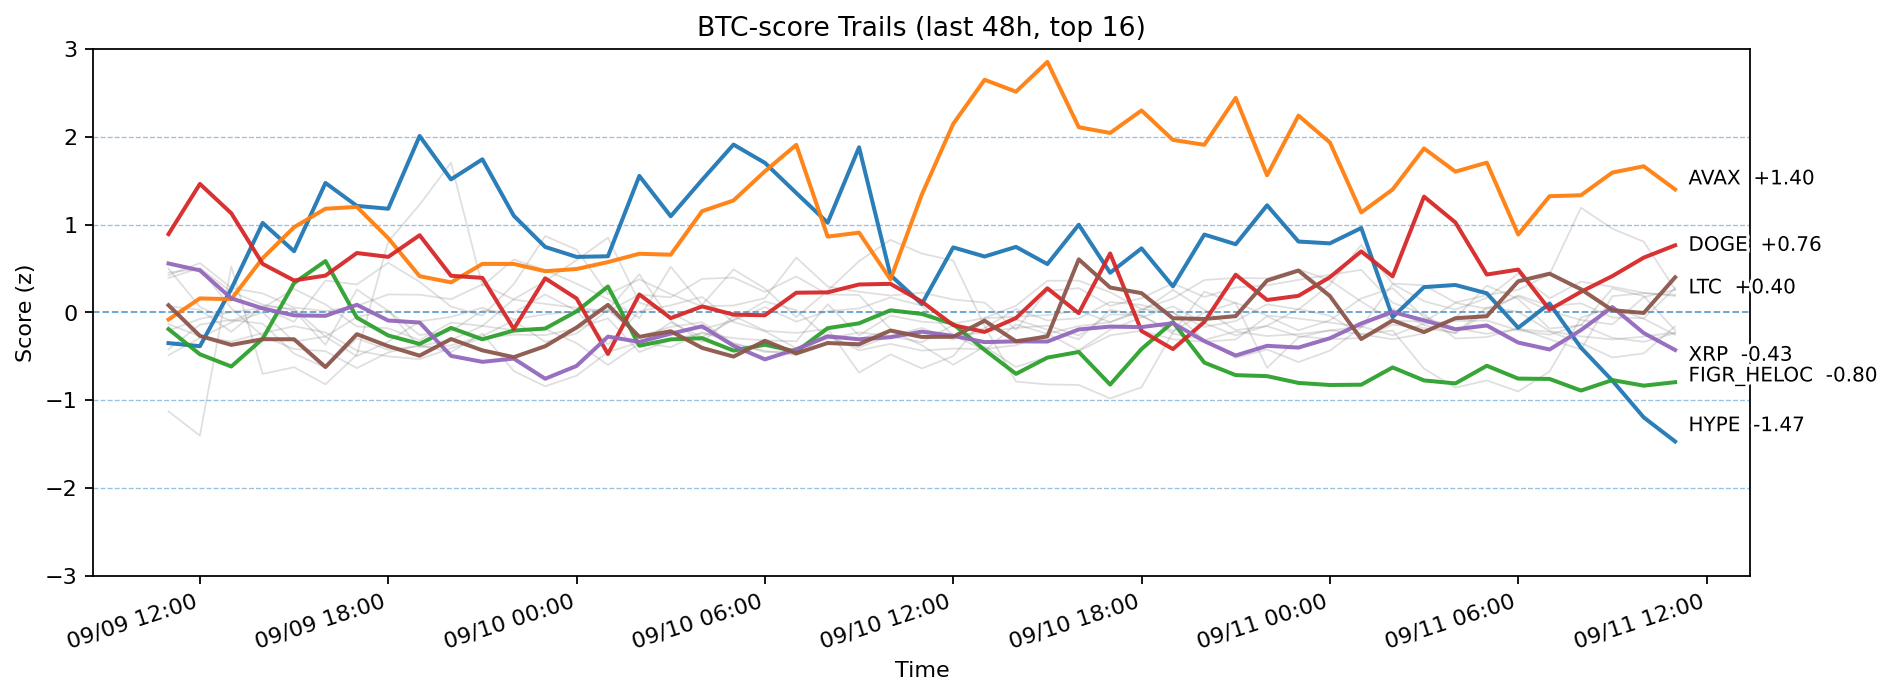 BTC-score Trails (last 48h, top 16)
Score (z)
3
2
1
0
−1
−2
−3
AVAX +1.40
DOGE +0.76
LTC +0.40
XRP -0.43
FIGR_HELOC -0.80
HYPE -1.47
09/09 12:00
09/09 18:00
09/10 00:00
09/10 06:00
09/10 12:00
09/10 18:00
09/11 00:00
09/11 06:00
09/11 12:00
Time